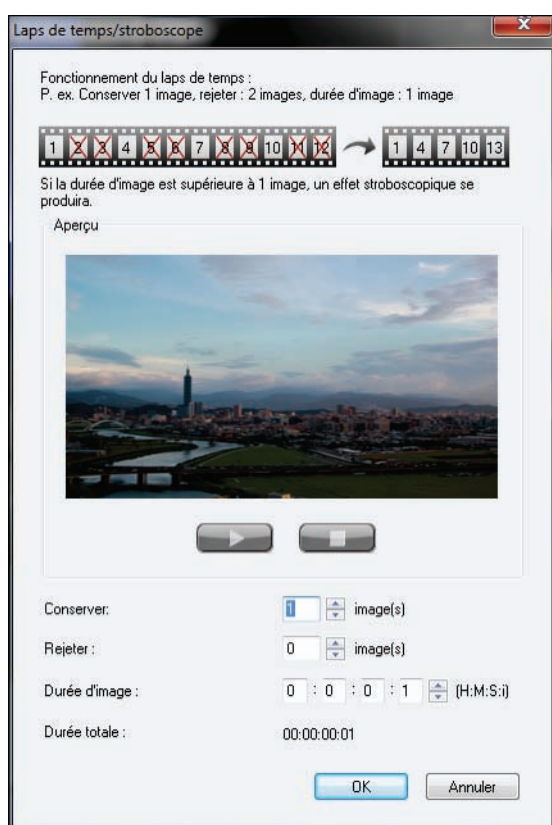 Laps de temps/stroboscope
Fonctionnement du laps de temps :
P. ex. Conserver 1 image, rejeter : 2 images, durée d'image : 1 image
1 2 3 4 5 6 7 8 9 10 11 12 1 4 7 10 13
Si la durée d'image est supérieure à 1 image, un effet stroboscopique se
produira.
Aperçu
Conserver: 1 image(s)
Rejeter : 0 image(s)
Durée d'image : 0 : 0 : 0 : 1 (H:M:S:i)
Durée totale : 00:00:00:01
OK Annuler